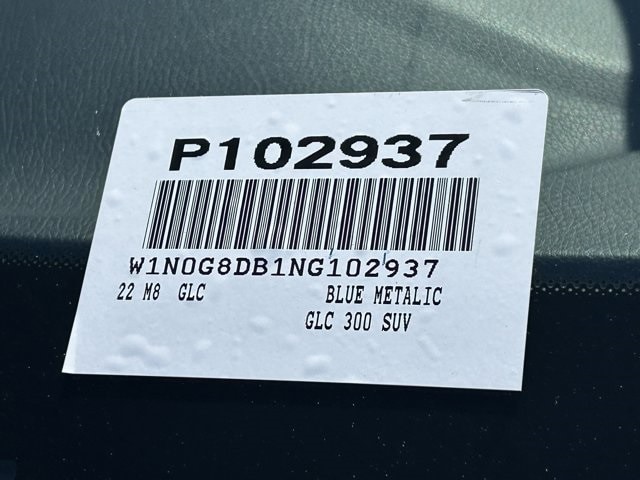 P102937
W1N0G8DB1NG102937
22 M8 GLC BLUE METALIC
GLC 300 SUV